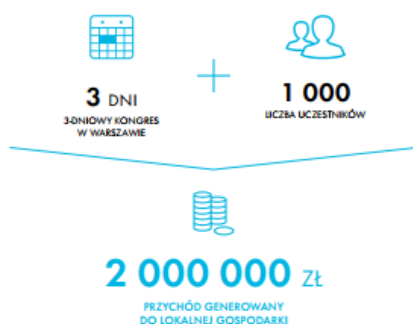 3 DNI
3-DNIOWY KONGRES
W WARSZAWIE
+
1 000
LICZBA UCZESTNIKÓW
2 000 000 ZŁ
PRZYCHÓD GENEROWANY
DO LOKALNEJ GOSPODARKI